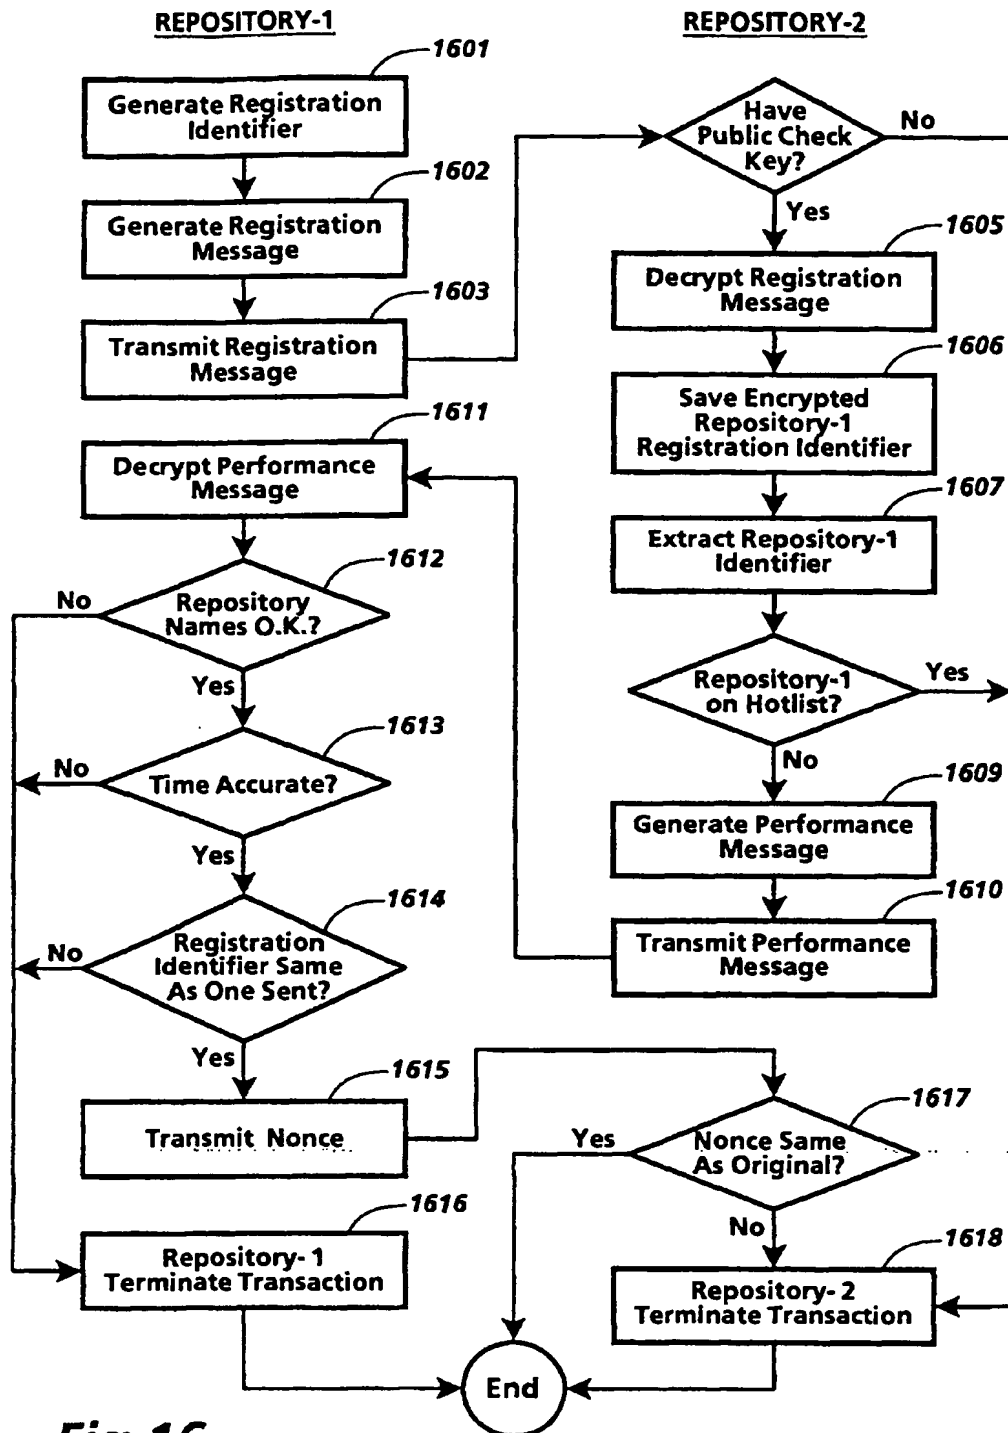 REPOSITORY-1
1601
Generate Registration
Identifier
1602
Generate Registration
Message
1603
Transmit Registration
Message
1611
Decrypt Performance
Message
1612
Repository
Names O.K.?
No
Yes
1613
Time Accurate?
No
Yes
1614
Registration
Identifier Same
As One Sent?
No
Yes
1615
Transmit Nonce
1616
Repository- 1
Terminate Transaction
REPOSITORY-2
Have
Public Check
Key?
No
Yes
1605
Decrypt Registration
Message
1606
Save Encrypted
Repository-1
Registration Identifier
1607
Extract Repository-1
Identifier
Repository-1
on Hotlist?
Yes
No
1609
Generate Performance
Message
1610
Transmit Performance
Message
1617
Nonce Same
As Original?
Yes
No
1618
Repository- 2
Terminate Transaction
End
Fig.16